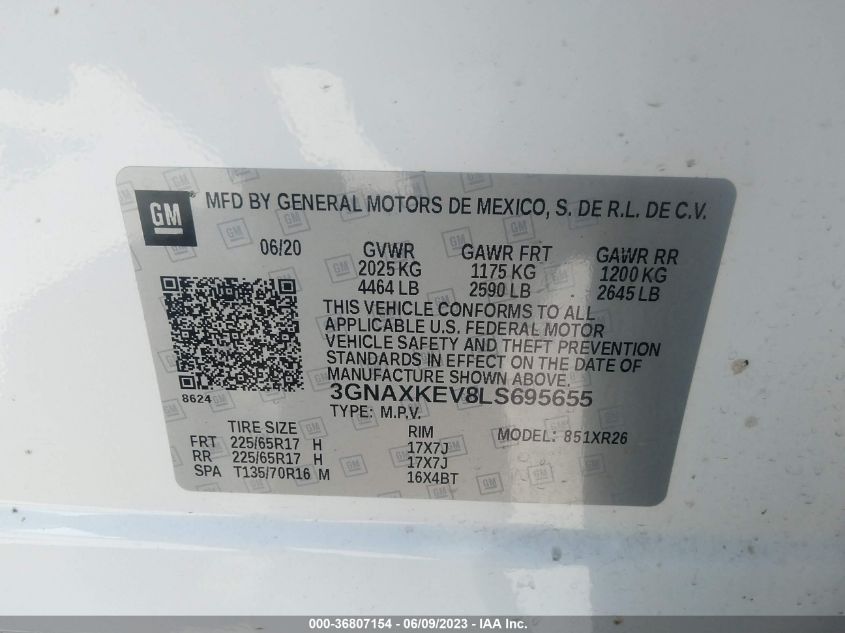 GM ® MFD BY GENERAL MOTORS DE MEXICO, S. DE R.L. DE C.V.
06/20 GVWR GAWR FRT GAWR RR
2025 KG 1175 KG 1200 KG
4464 LB 2590 LB 2645 LB
THIS VEHICLE CONFORMS TO ALL
APPLICABLE U.S. FEDERAL MOTOR
VEHICLE SAFETY AND THEFT PREVENTION
STANDARDS IN EFFECT ON THE DATE OF
MANUFACTURE SHOWN ABOVE.
8624 3GNAXKEV8LS695655
TYPE: M.P.V.
TIRE SIZE RIM MODEL: 851XR26
FRT 225/65R17 H 17X7J
RR 225/65R17 H 17X7J
SPA T135/70R16 M 16X4BT
000-36807154 - 06/09/2023 - IAA Inc.